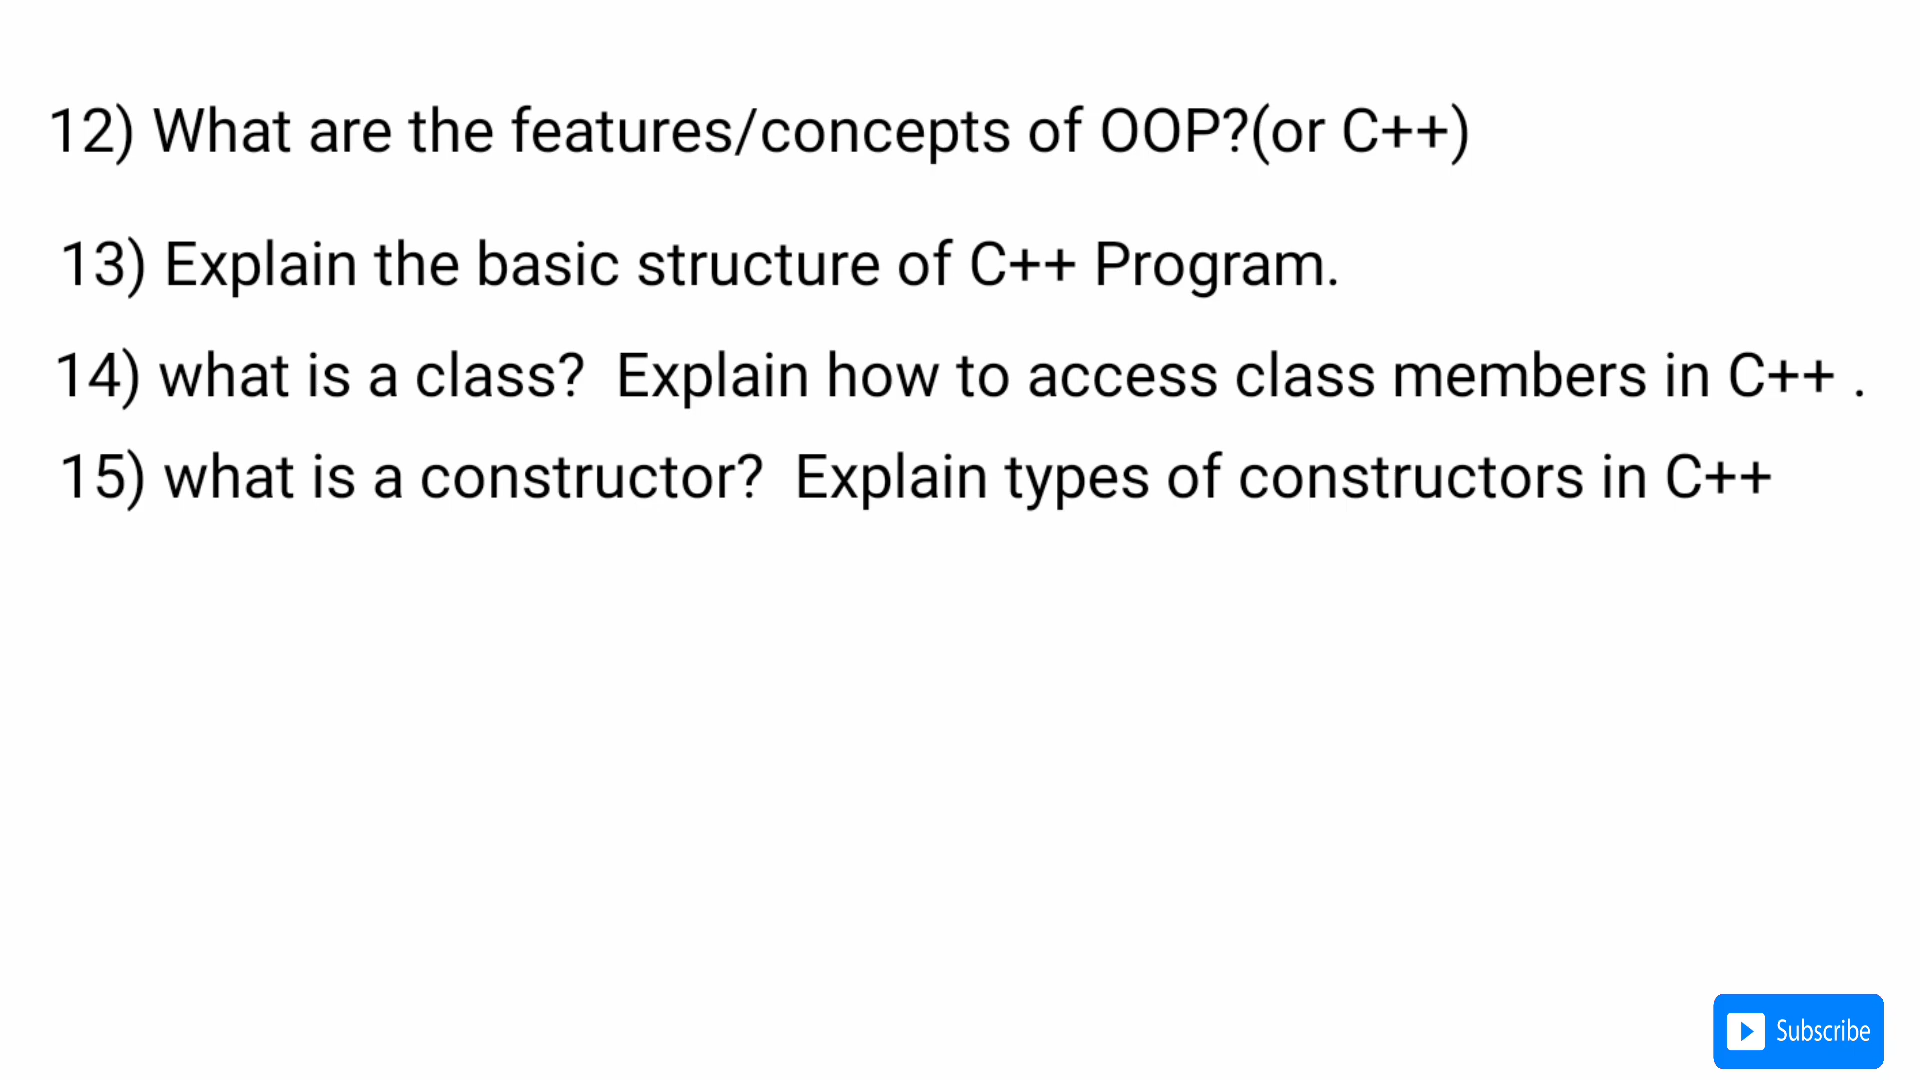 12) What are the features/concepts of OOP?(or C++)
13) Explain the basic structure of C++ Program.
14) what is a class?  Explain how to access class members in C++ .
15) what is a constructor?  Explain types of constructors in C++
Subscribe